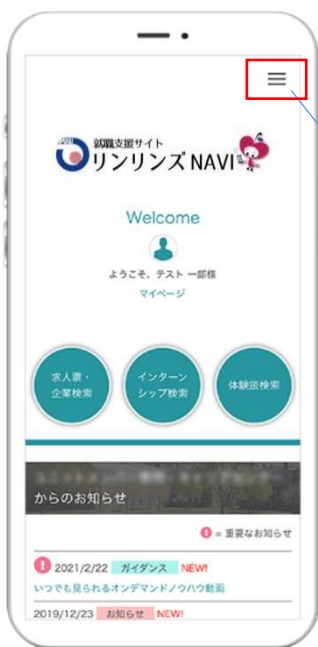 就職支援サイト
リンリンズ NAVI
Welcome
ようこそ、テスト 一郎様
マイページ
求人票・
企業検索
インターン
シップ検索
体験談検索
からのお知らせ
! = 重要なお知らせ
! 2021/2/22 ガイダンス NEW!
いつでも見られるオンデマンドノウハウ動画
2019/12/23 お知らせ NEW!